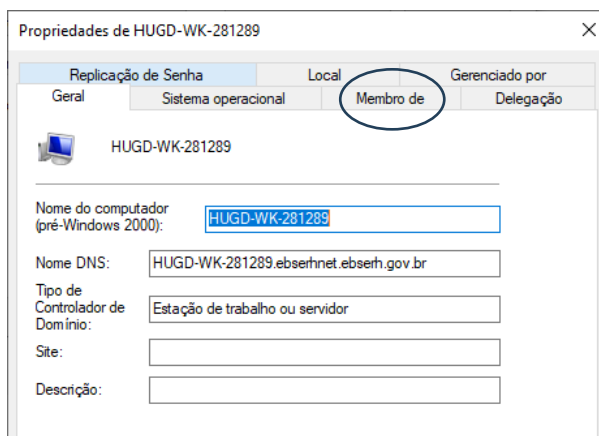 Propriedades de HUGD-WK-281289
Replicação de Senha Local Gerenciado por
Geral Sistema operacional Membro de Delegação
HUGD-WK-281289
Nome do computador
(pré-Windows 2000): HUGD-WK-281289
Nome DNS: HUGD-WK-281289.ebserhnet.ebserh.gov.br
Tipo de
Controlador de
Domínio: Estação de trabalho ou servidor
Site:
Descrição: